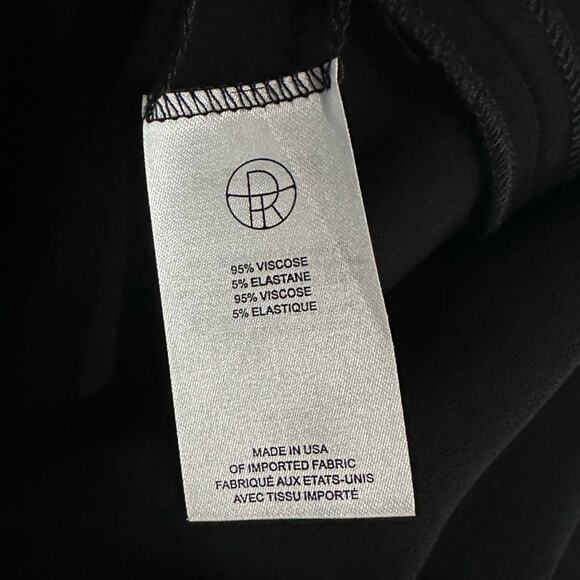 PR
95% VISCOSE
5% ELASTANE
95% VISCOSE
5% ELASTIQUE
MADE IN USA
OF IMPORTED FABRIC
FABRIQUÉ AUX ETATS-UNIS
AVEC TISSU IMPORTÉ